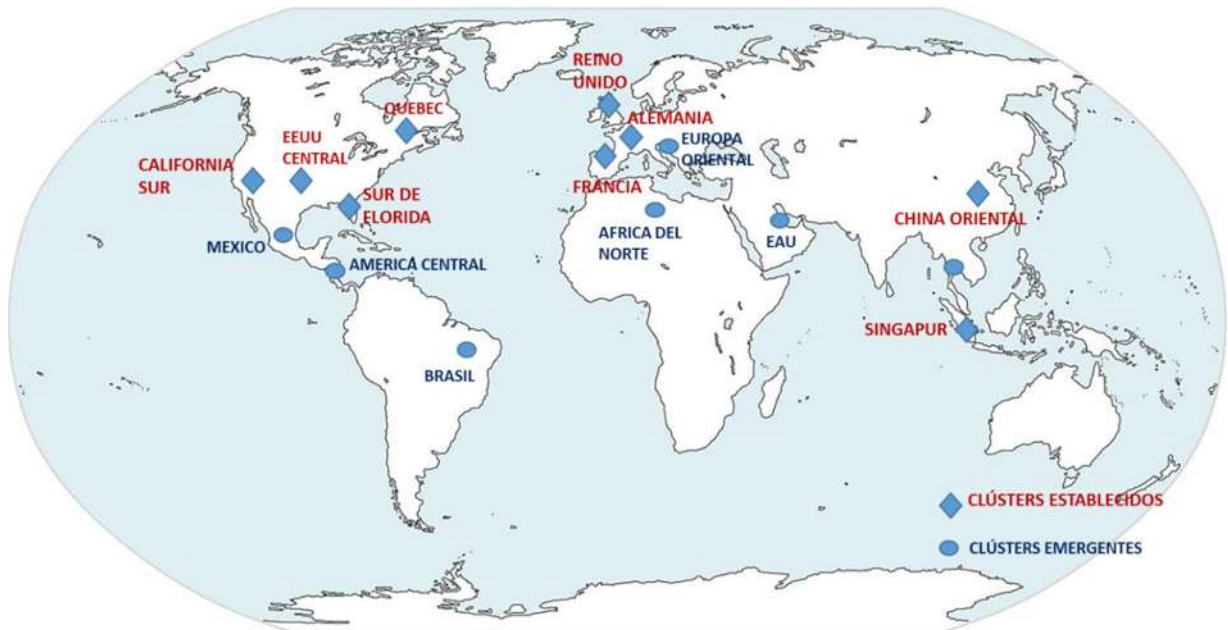 REINO
UNIDO
QUEBEC
ALEMANIA
EEUU
CENTRAL
EUROPA
ORIENTAL
CALIFORNIA
SUR
FRANCIA
SUR DE
FLORIDA
CHINA ORIENTAL
MEXICO
AFRICA DEL
NORTE
EAU
AMERICA CENTRAL
SINGAPUR
BRASIL
CLÚSTERS ESTABLECIDOS
CLÚSTERS EMERGENTES